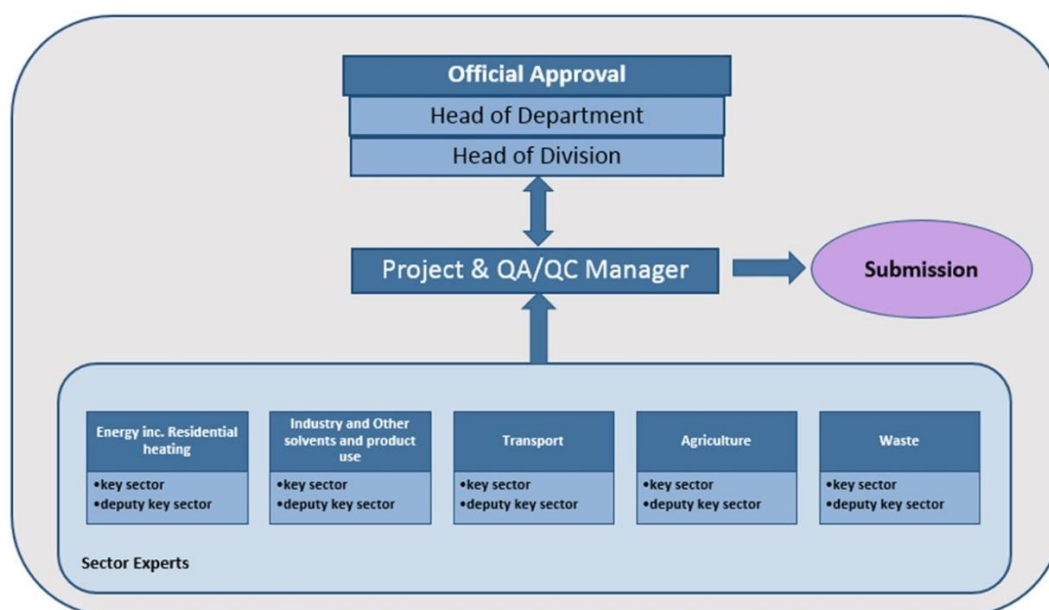 Official Approval
Head of Department
Head of Division
Project & QA/QC Manager
Submission
Energy inc. Residential
heating
•key sector
•deputy key sector
Industry and Other
solvents and product
use
•key sector
•deputy key sector
Transport
•key sector
•deputy key sector
Agriculture
•key sector
•deputy key sector
Waste
•key sector
•deputy key sector
Sector Experts